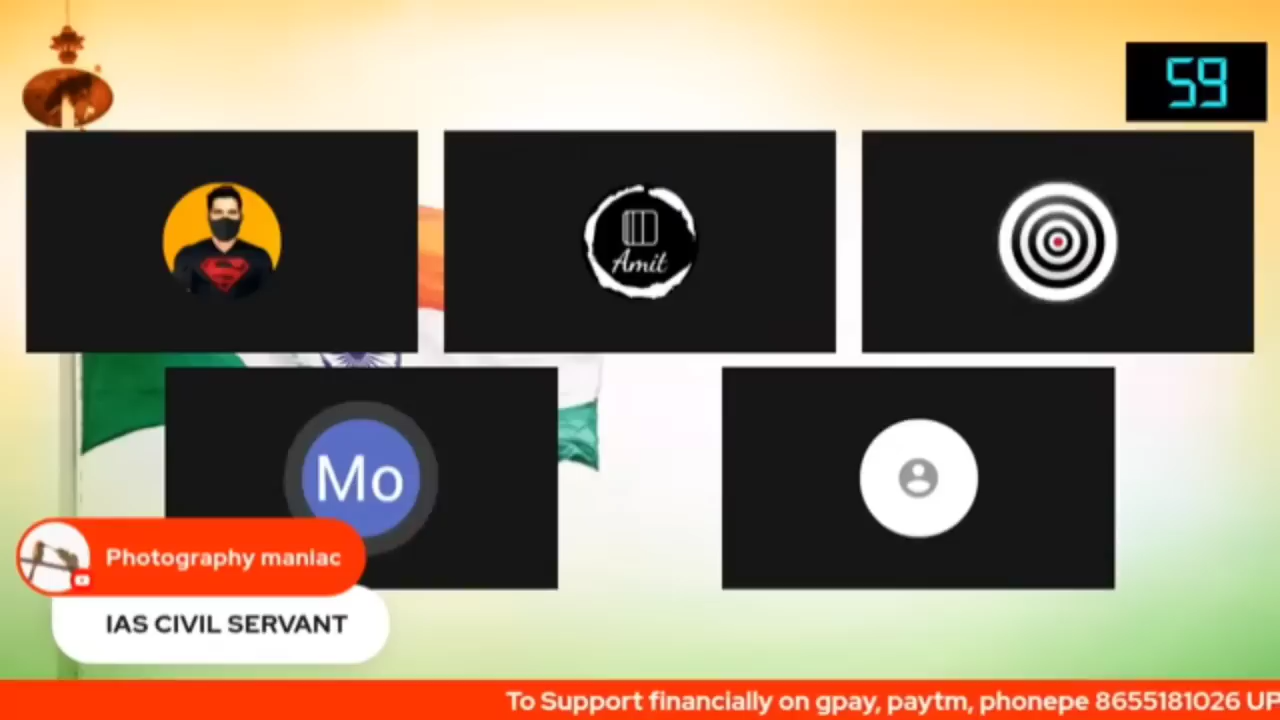 59
Amit
Mo
Photography maniac
IAS CIVIL SERVANT
To Support financially on gpay, paytm, phonepe 8655181026 UP